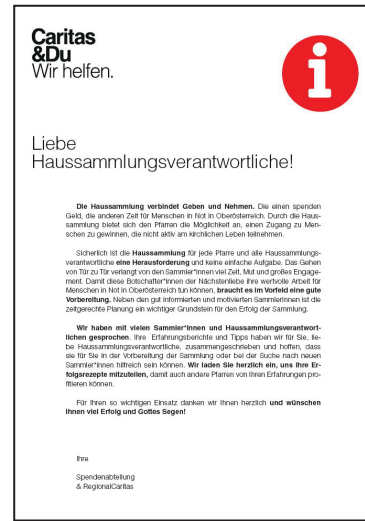 Caritas
&Du
Wir helfen.
i
Liebe
Haussammlungsverantwortliche!
Die Haussammlung verbindet Geben und Nehmen. Die einen spenden
Geld, die anderen Zeit für Menschen in Not in Oberösterreich. Durch die Haus-
sammlung bietet sich den Pfarren die Möglichkeit an, einen Zugang zu Men-
schen zu gewinnen, die nicht aktiv am kirchlichen Leben teilnehmen.
Sicherlich ist die Haussammlung für jede Pfarre und alle Haussammlungs-
verantwortliche eine Herausforderung und keine einfache Aufgabe. Das Gehen
von Tür zu Tür verlangt von den Sammler*innen viel Zeit, Mut und großes Engage-
ment. Damit diese Botschafter*innen der Nächstenliebe ihre wertvolle Arbeit für
Menschen in Not in Oberösterreich tun können, braucht es im Vorfeld eine gute
Vorbereitung. Neben den gut informierten und motivierten SammlerInnen ist die
zeitgerechte Planung ein wichtiger Grundstein für den Erfolg der Sammlung.
Wir haben mit vielen Sammler*innen und Haussammlungsverantwort-
lichen gesprochen. Ihre Erfahrungsberichte und Tipps haben wir für Sie, lie-
be Haussammlungsverantwortliche, zusammengeschrieben und hoffen, dass
sie für Sie in der Vorbereitung der Sammlung oder bei der Suche nach neuen
Sammler*innen hilfreich sein können. Wir laden Sie herzlich ein, uns Ihre Er-
folgsrezepte mitzuteilen, damit auch andere Pfarren von Ihren Erfahrungen pro-
fitieren können.
Für Ihren so wichtigen Einsatz danken wir Ihnen herzlich und wünschen
Ihnen viel Erfolg und Gottes Segen!
Ihre
Spendenabteilung
& RegionalCaritas